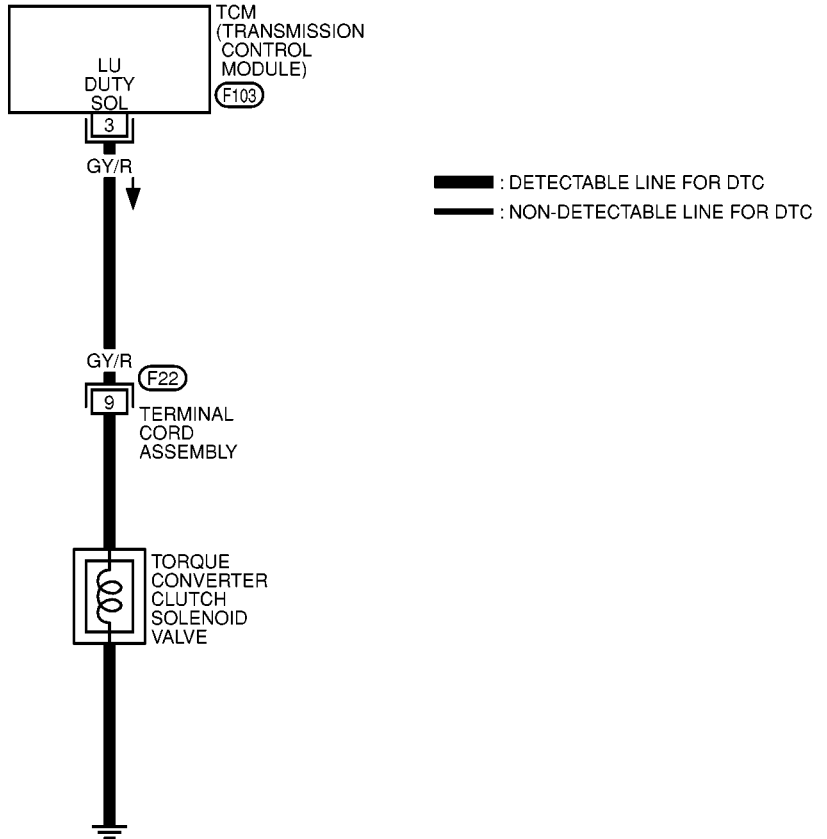 TCM
(TRANSMISSION
CONTROL
MODULE)
F103
LU
DUTY
SOL
3
GY/R
: DETECTABLE LINE FOR DTC
: NON-DETECTABLE LINE FOR DTC
GY/R
F22
9
TERMINAL
CORD
ASSEMBLY
TORQUE
CONVERTER
CLUTCH
SOLENOID
VALVE